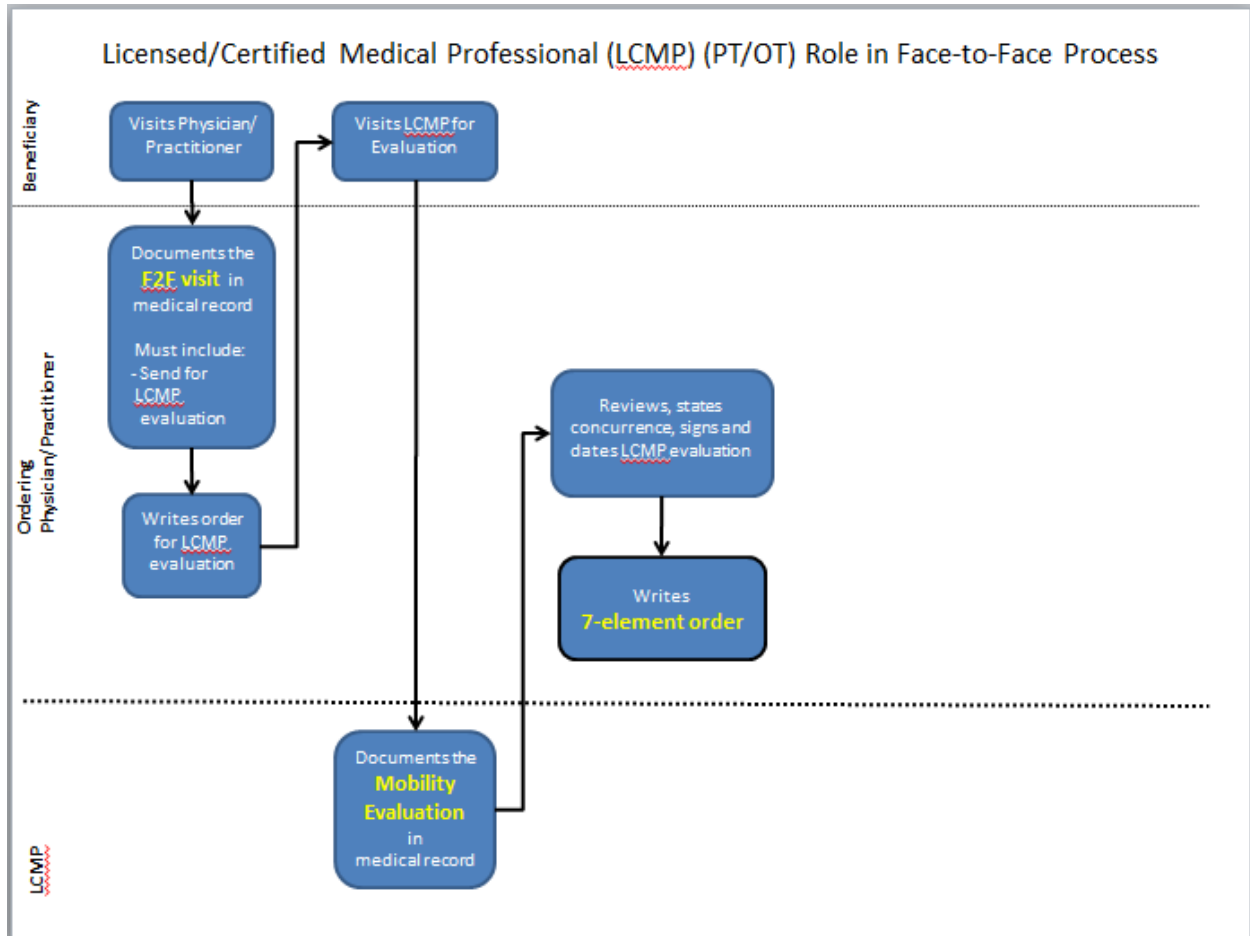 Licensed/Certified Medical Professional (LCMP) (PT/OT) Role in Face-to-Face Process
Beneficiary
Visits Physician/
Practitioner
Visits LCMP for
Evaluation
Ordering
Physician/Practitioner
Documents the
F2F visit in
medical record
Must include:
- Send for
LCMP
evaluation
Writes order
for LCMP
evaluation
Reviews, states
concurrence, signs and
dates LCMP evaluation
Writes
7-element order
LCMP
Documents the
Mobility
Evaluation
in
medical record